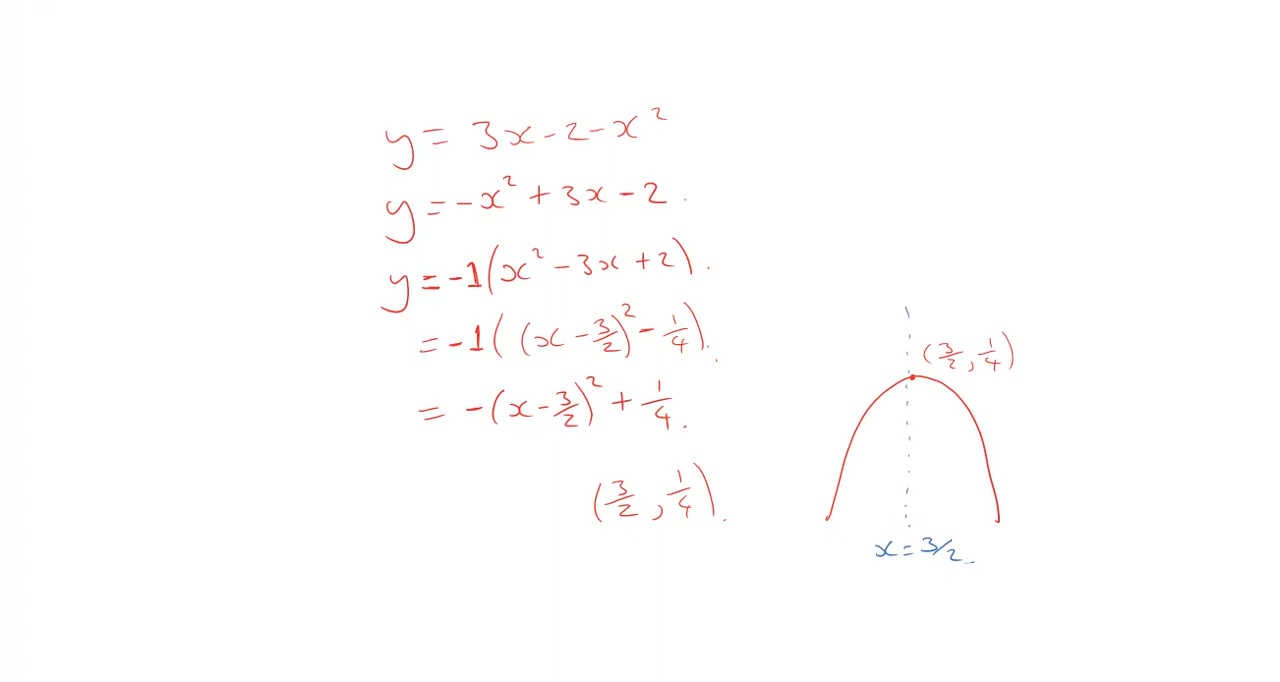 y = 3x - 2 - x²
y = -x² + 3x - 2.
y = -1(x² - 3x + 2).
= -1((x - 3/2)² - 1/4).
= -(x - 3/2)² + 1/4.
(3/2, 1/4).
(3/2, 1/4)
x = 3/2